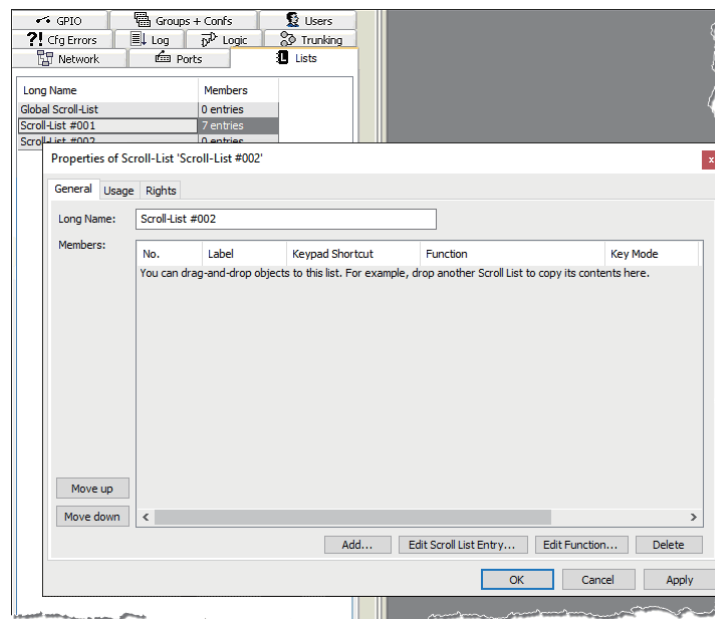 GPIO Groups + Confs Users
?! Cfg Errors Log Logic Trunking
Network Ports L Lists
Long Name Members
Global Scroll-List 0 entries
Scroll-List #001 7 entries
Scroll-List #002 0 entries
Properties of Scroll-List 'Scroll-List #002' x
General Usage Rights
Long Name: Scroll-List #002
Members:
No. Label Keypad Shortcut Function Key Mode
You can drag-and-drop objects to this list. For example, drop another Scroll List to copy its contents here.
Move up
Move down
Add... Edit Scroll List Entry... Edit Function... Delete
OK Cancel Apply